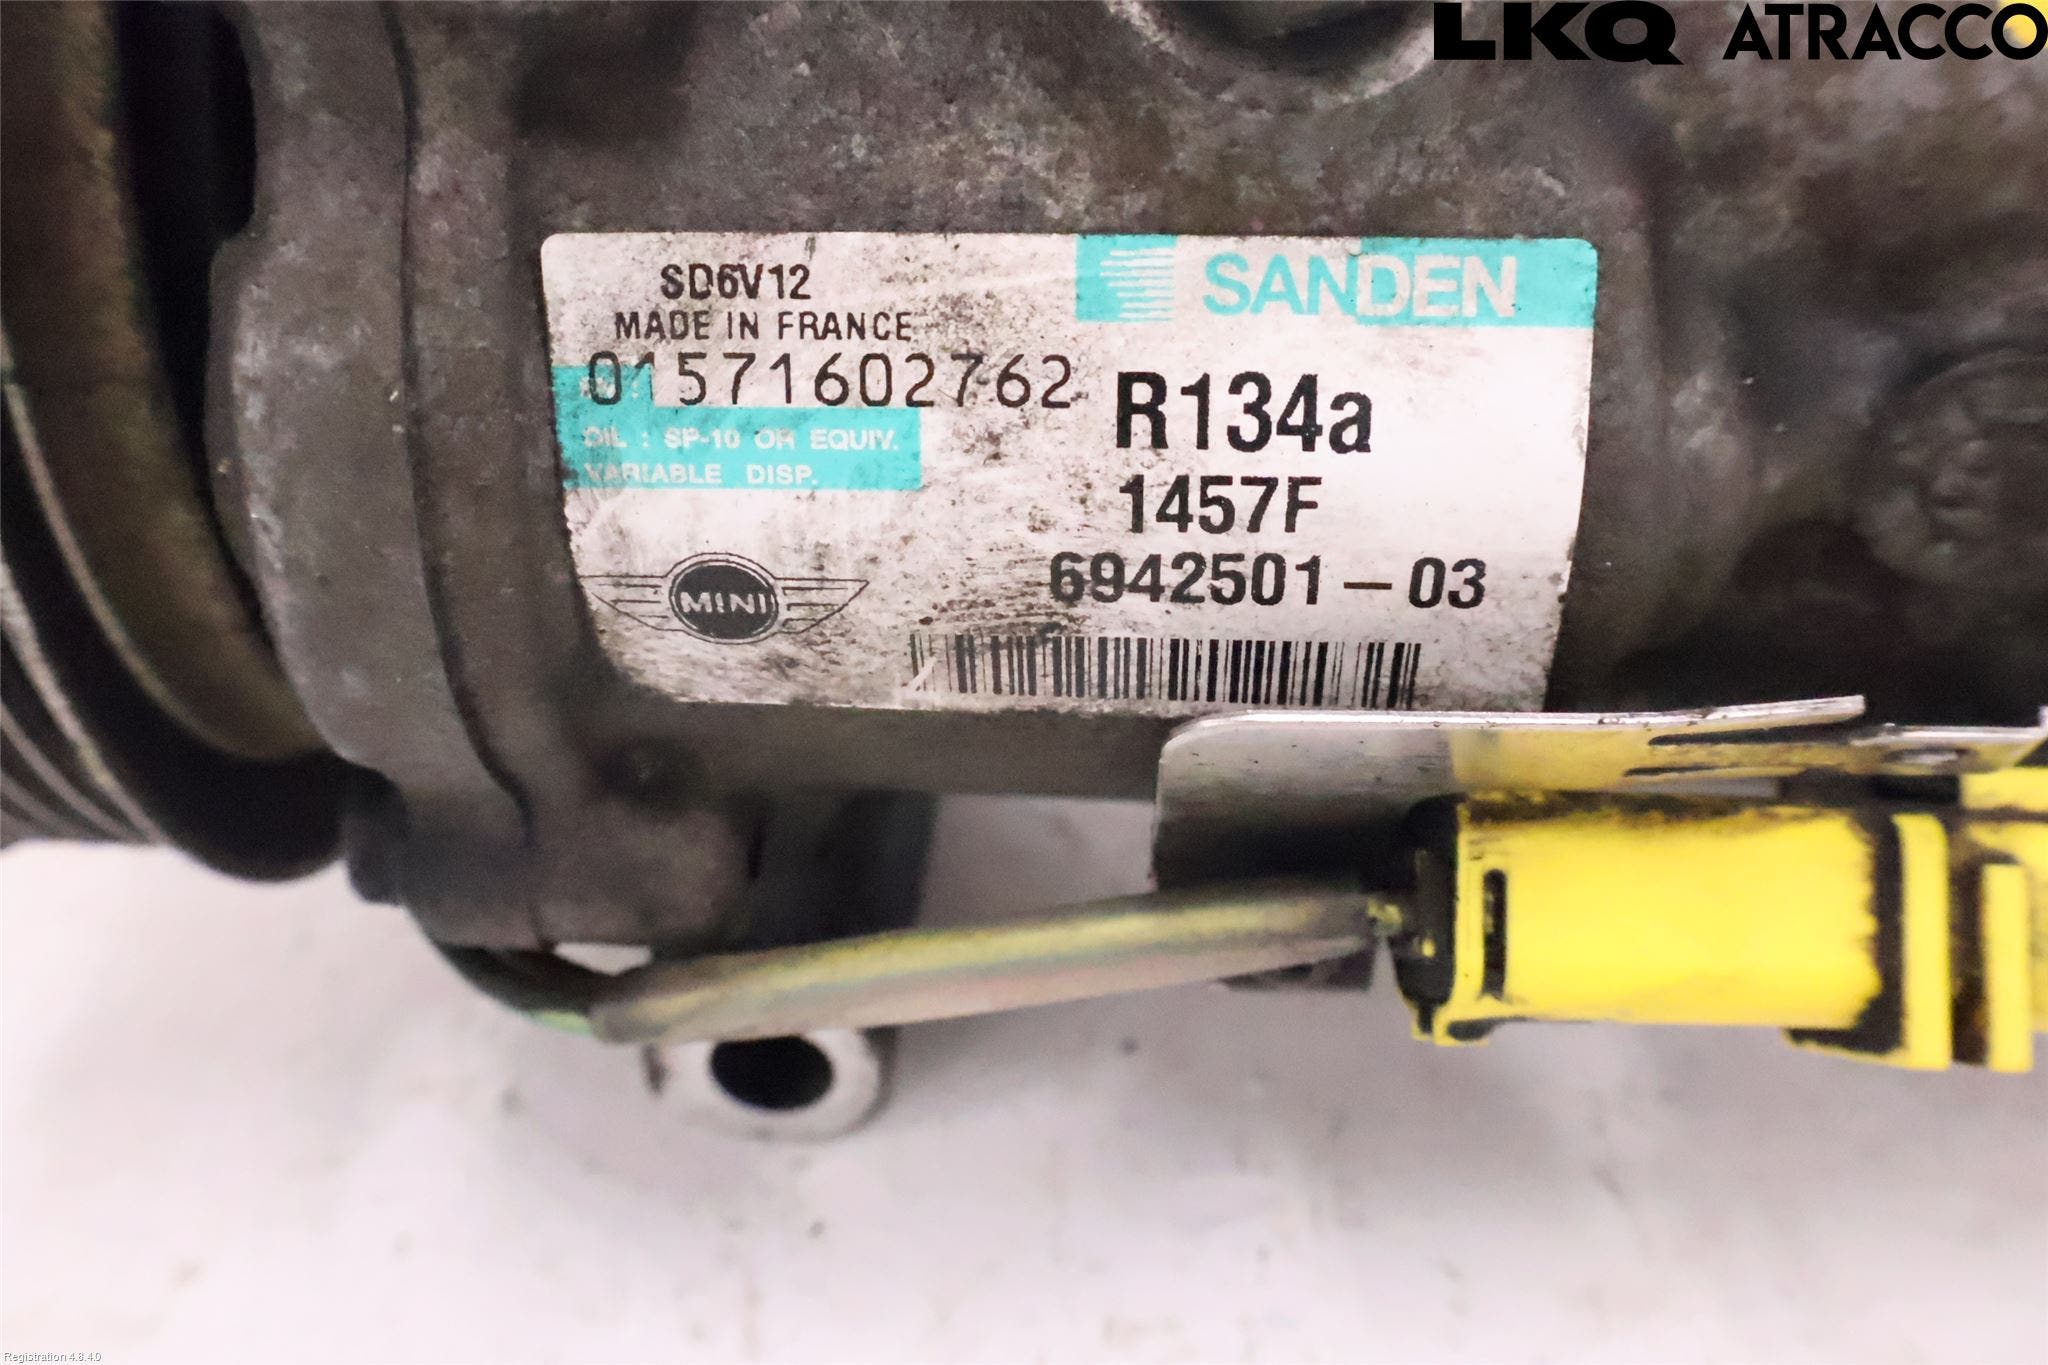 LKQ ATRACCO
SD6V12
MADE IN FRANCE
SANDEN
01571602762
OIL : SP-10 OR EQUIV.
VARIABLE DISP.
R134a
1457F
6942501-03
MINI
Registration 4.8.4.0